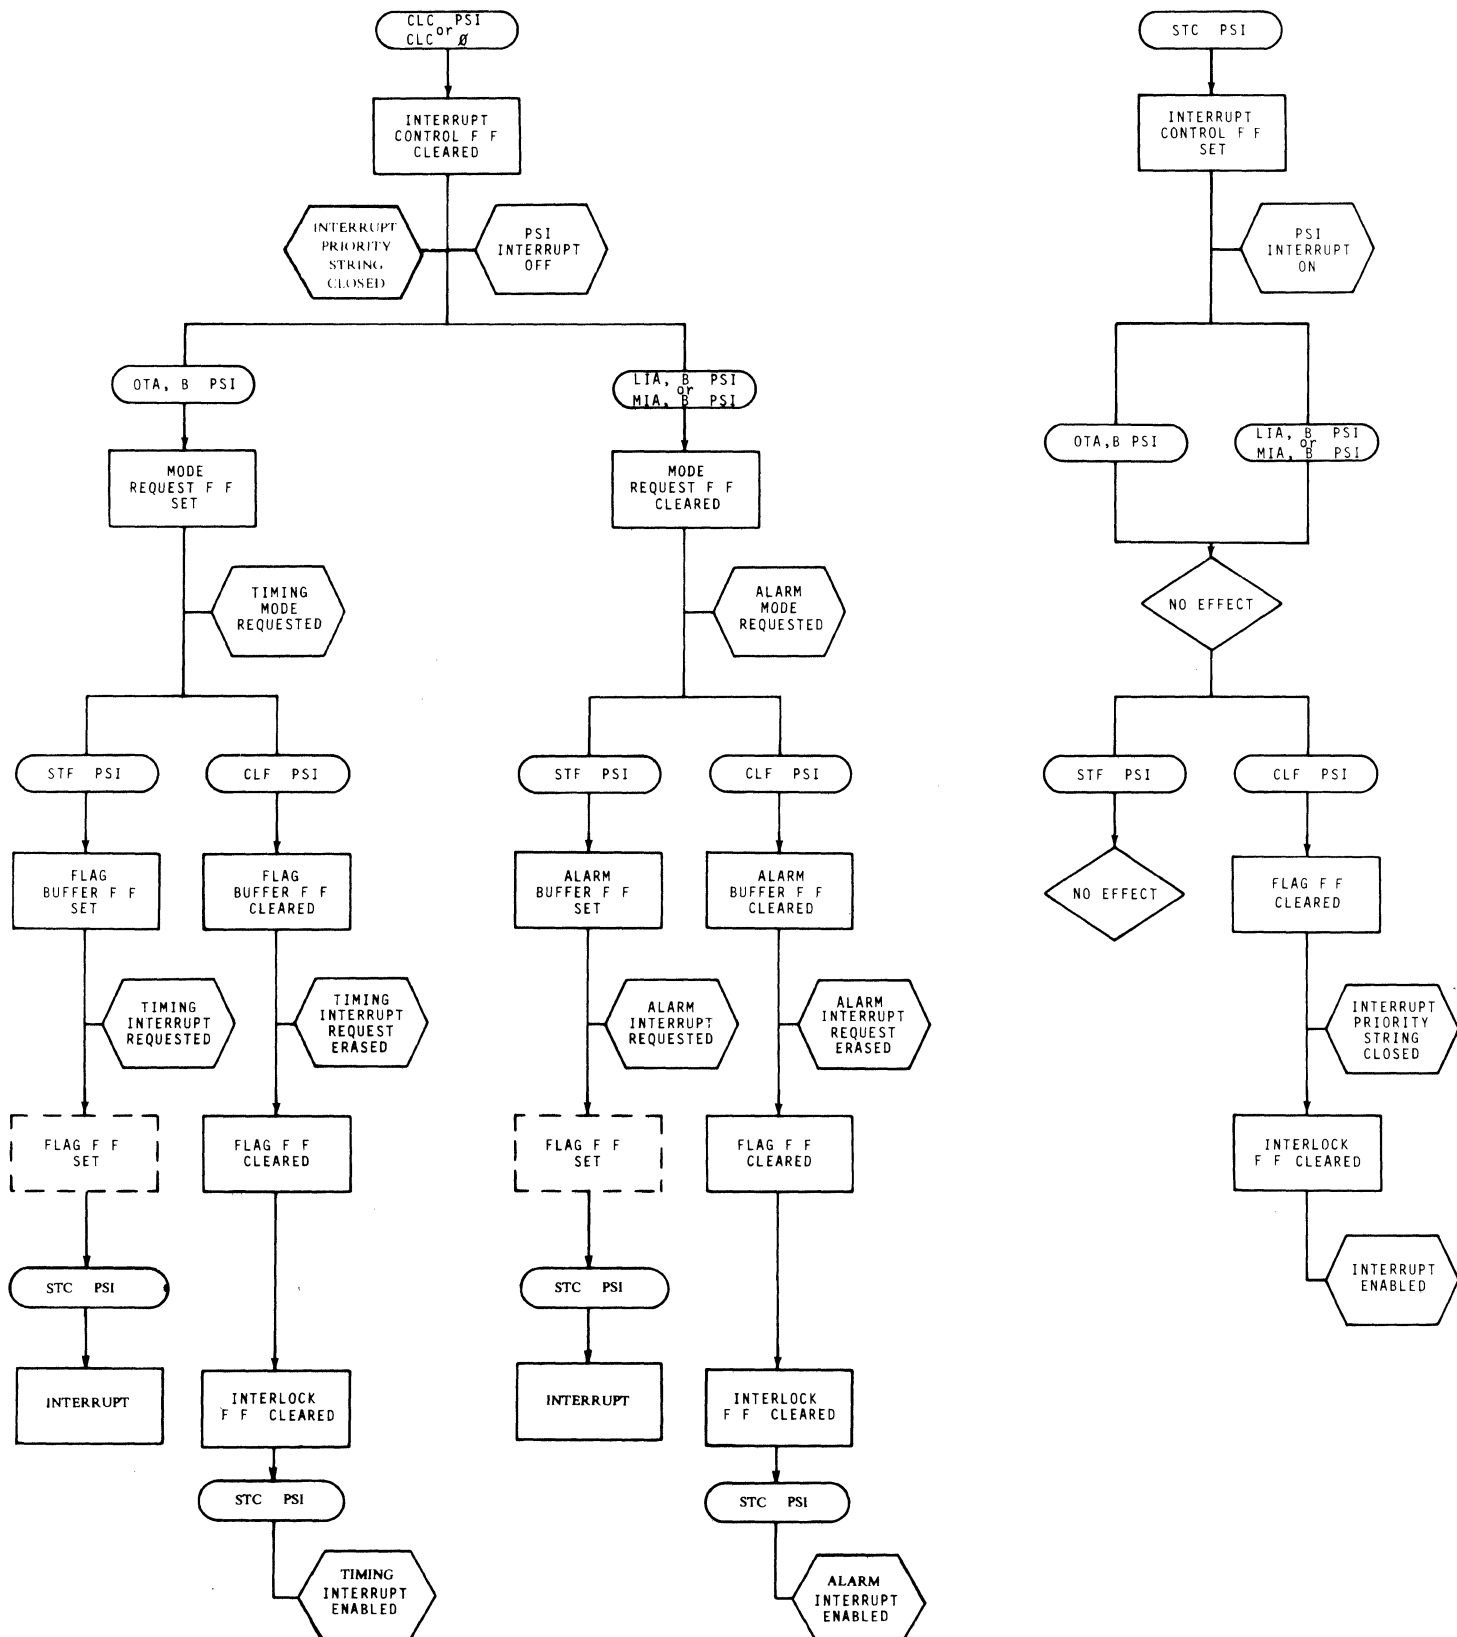 CLC PSI
or
CLC Ø
INTERRUPT
CONTROL F F
CLEARED
INTERRUPT
PRIORITY
STRING
CLOSED
PSI
INTERRUPT
OFF
OTA, B PSI
MODE
REQUEST F F
SET
TIMING
MODE
REQUESTED
STF PSI
FLAG
BUFFER F F
SET
TIMING
INTERRUPT
REQUESTED
FLAG F F
SET
STC PSI
INTERRUPT
CLF PSI
FLAG
BUFFER F F
CLEARED
TIMING
INTERRUPT
REQUEST
ERASED
FLAG F F
CLEARED
INTERLOCK
F F CLEARED
STC PSI
TIMING
INTERRUPT
ENABLED
LIA, B PSI
or
MIA, B PSI
MODE
REQUEST F F
CLEARED
ALARM
MODE
REQUESTED
STF PSI
ALARM
BUFFER F F
SET
ALARM
INTERRUPT
REQUESTED
FLAG F F
SET
STC PSI
INTERRUPT
CLF PSI
ALARM
BUFFER F F
CLEARED
ALARM
INTERRUPT
REQUEST
ERASED
FLAG F F
CLEARED
INTERLOCK
F F CLEARED
STC PSI
ALARM
INTERRUPT
ENABLED
STC PSI
INTERRUPT
CONTROL F F
SET
PSI
INTERRUPT
ON
OTA,B PSI
LIA, B PSI
or
MIA, B PSI
NO EFFECT
STF PSI
NO EFFECT
CLF PSI
FLAG F F
CLEARED
INTERRUPT
PRIORITY
STRING
CLOSED
INTERLOCK
F F CLEARED
INTERRUPT
ENABLED